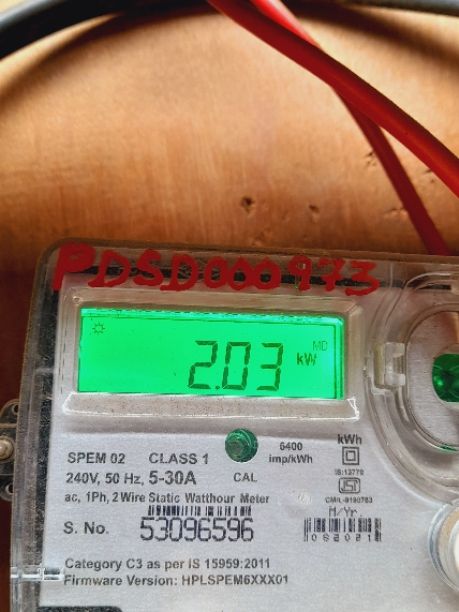 PDSD000973
MD
2.03 kW
SPEM 02 CLASS 1 6400 imp/kWh kWh
240V, 50 Hz, 5-30A CAL IS:13779
ac, 1Ph, 2 Wire Static Watthour Meter
M/Yr.
S. No. 53096596
Category C3 as per IS 15959:2011
Firmware Version: HPLSPEM6XXX01